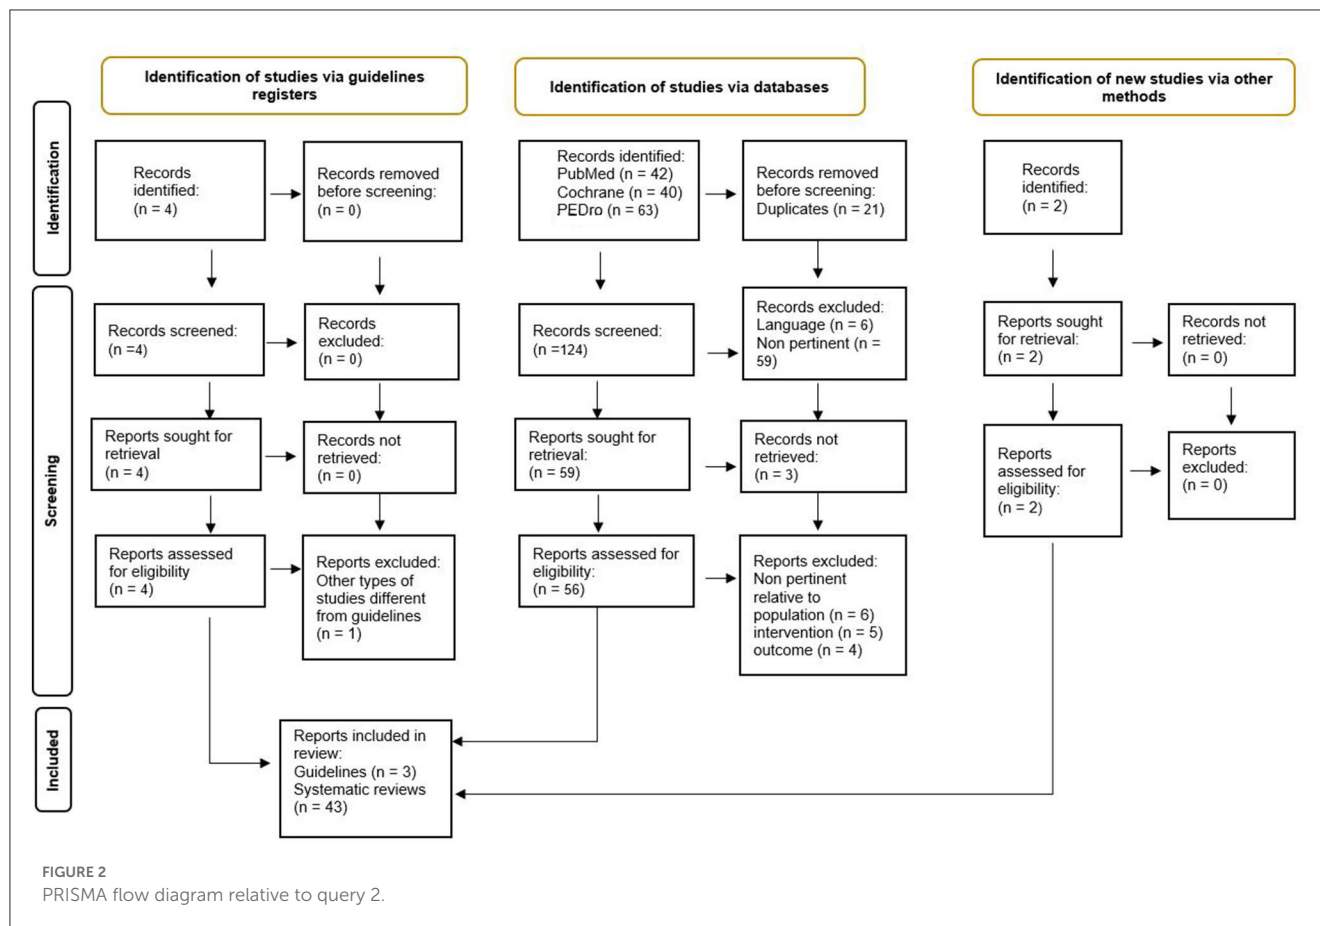 Identification of studies via guidelines
registers
Identification of studies via databases
Identification of new studies via other
methods
Identification
Records
identified:
(n = 4)
Records removed
before screening:
(n = 0)
Records identified:
PubMed (n = 42)
Cochrane (n = 40)
PEDro (n = 63)
Records removed
before screening:
Duplicates (n = 21)
Records
identified:
(n = 2)
Screening
Records screened:
(n =4)
Records
excluded:
(n = 0)
Records screened:
(n =124)
Records excluded:
Language (n = 6)
Non pertinent (n =
59)
Reports sought
for retrieval:
(n = 2)
Records not
retrieved:
(n = 0)
Reports sought for
retrieval
(n = 4)
Records not
retrieved:
(n = 0)
Reports sought for
retrieval:
(n = 59)
Records not
retrieved:
(n = 3)
Reports
assessed for
eligibility:
(n = 2)
Reports
excluded:
(n = 0)
Reports assessed
for eligibility
(n = 4)
Reports excluded:
Other types of
studies different
from guidelines
(n = 1)
Reports assessed for
eligibility:
(n = 56)
Reports excluded:
Non pertinent
relative to
population (n = 6)
intervention (n = 5)
outcome (n = 4)
Included
Reports included in
review:
Guidelines (n = 3)
Systematic reviews
(n = 43)
FIGURE 2
PRISMA flow diagram relative to query 2.